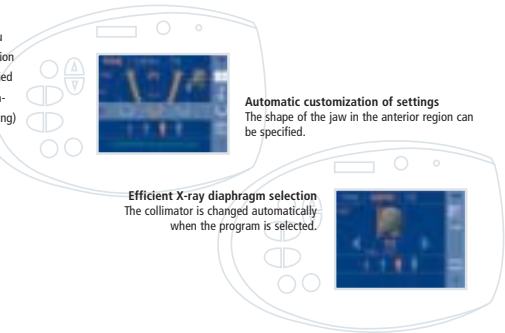 Automatic customization of settings
The shape of the jaw in the anterior region can
be specified.
Efficient X-ray diaphragm selection
The collimator is changed automatically
when the program is selected.